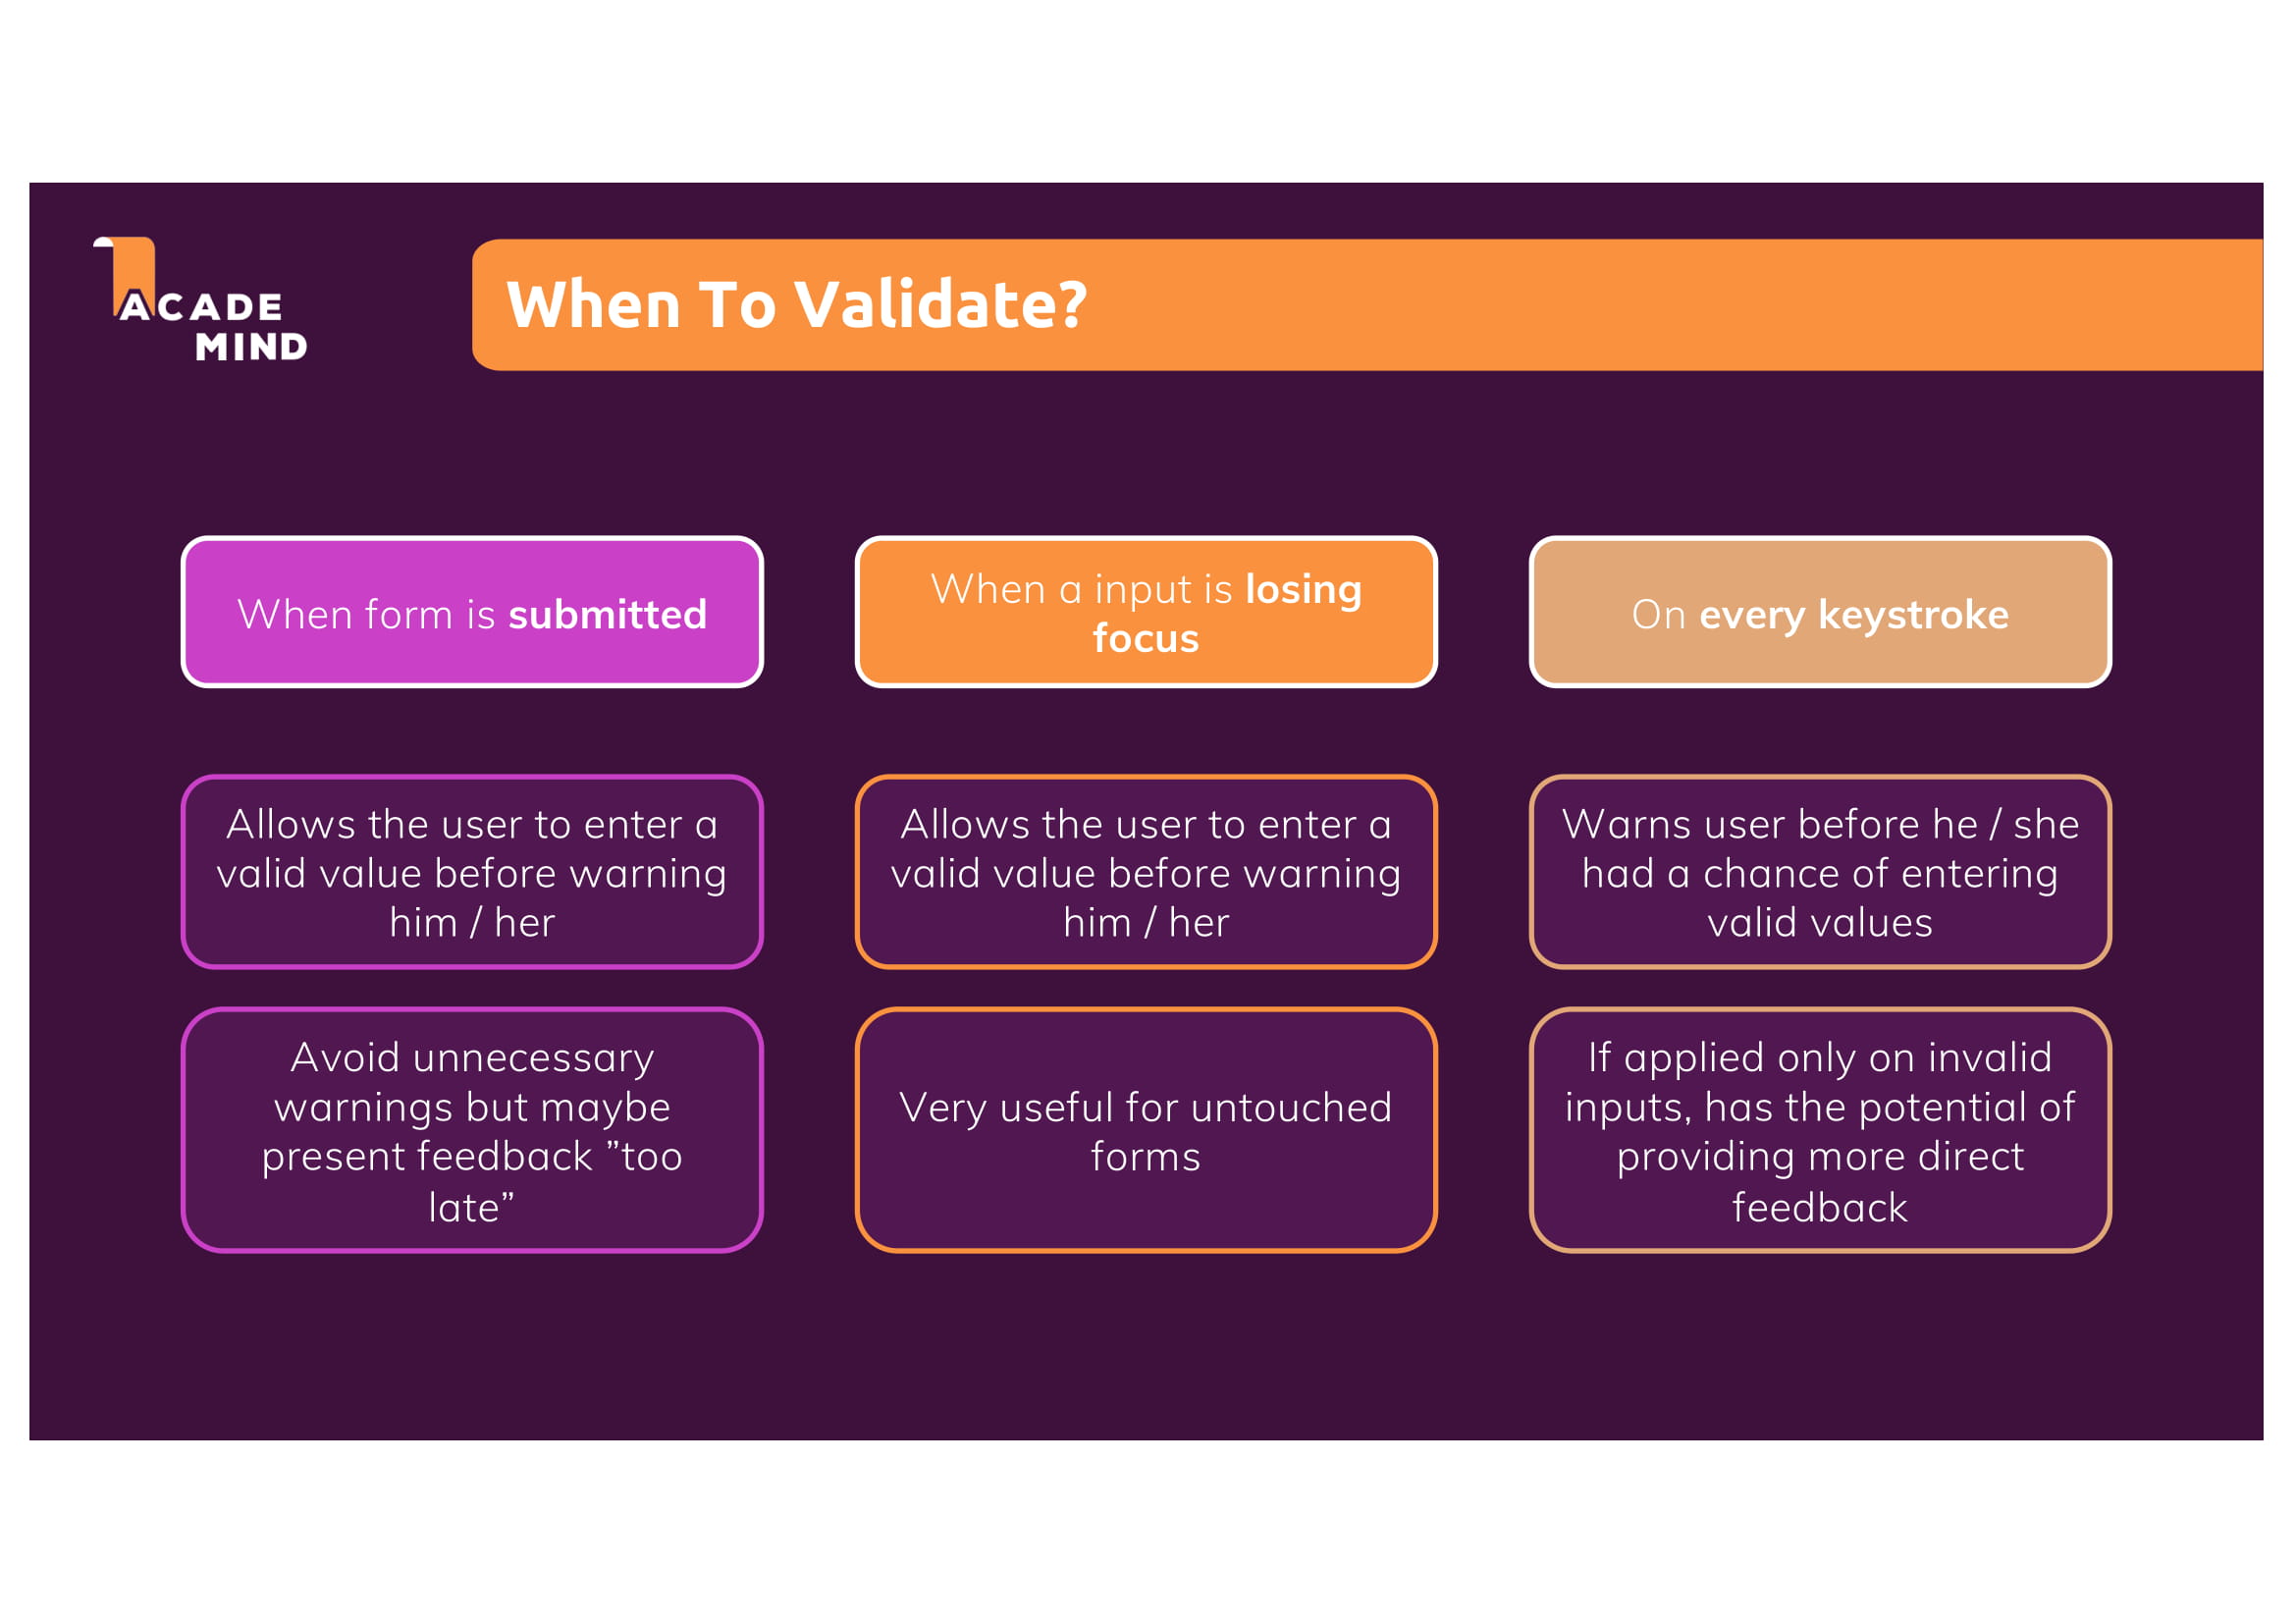 ACADE
MIND
When To Validate?
When form is submitted
When a input is losing
focus
On every keystroke
Allows the user to enter a
valid value before warning
him / her
Allows the user to enter a
valid value before warning
him / her
Warns user before he / she
had a chance of entering
valid values
Avoid unnecessary
warnings but maybe
present feedback ”too
late”
Very useful for untouched
forms
If applied only on invalid
inputs, has the potential of
providing more direct
feedback